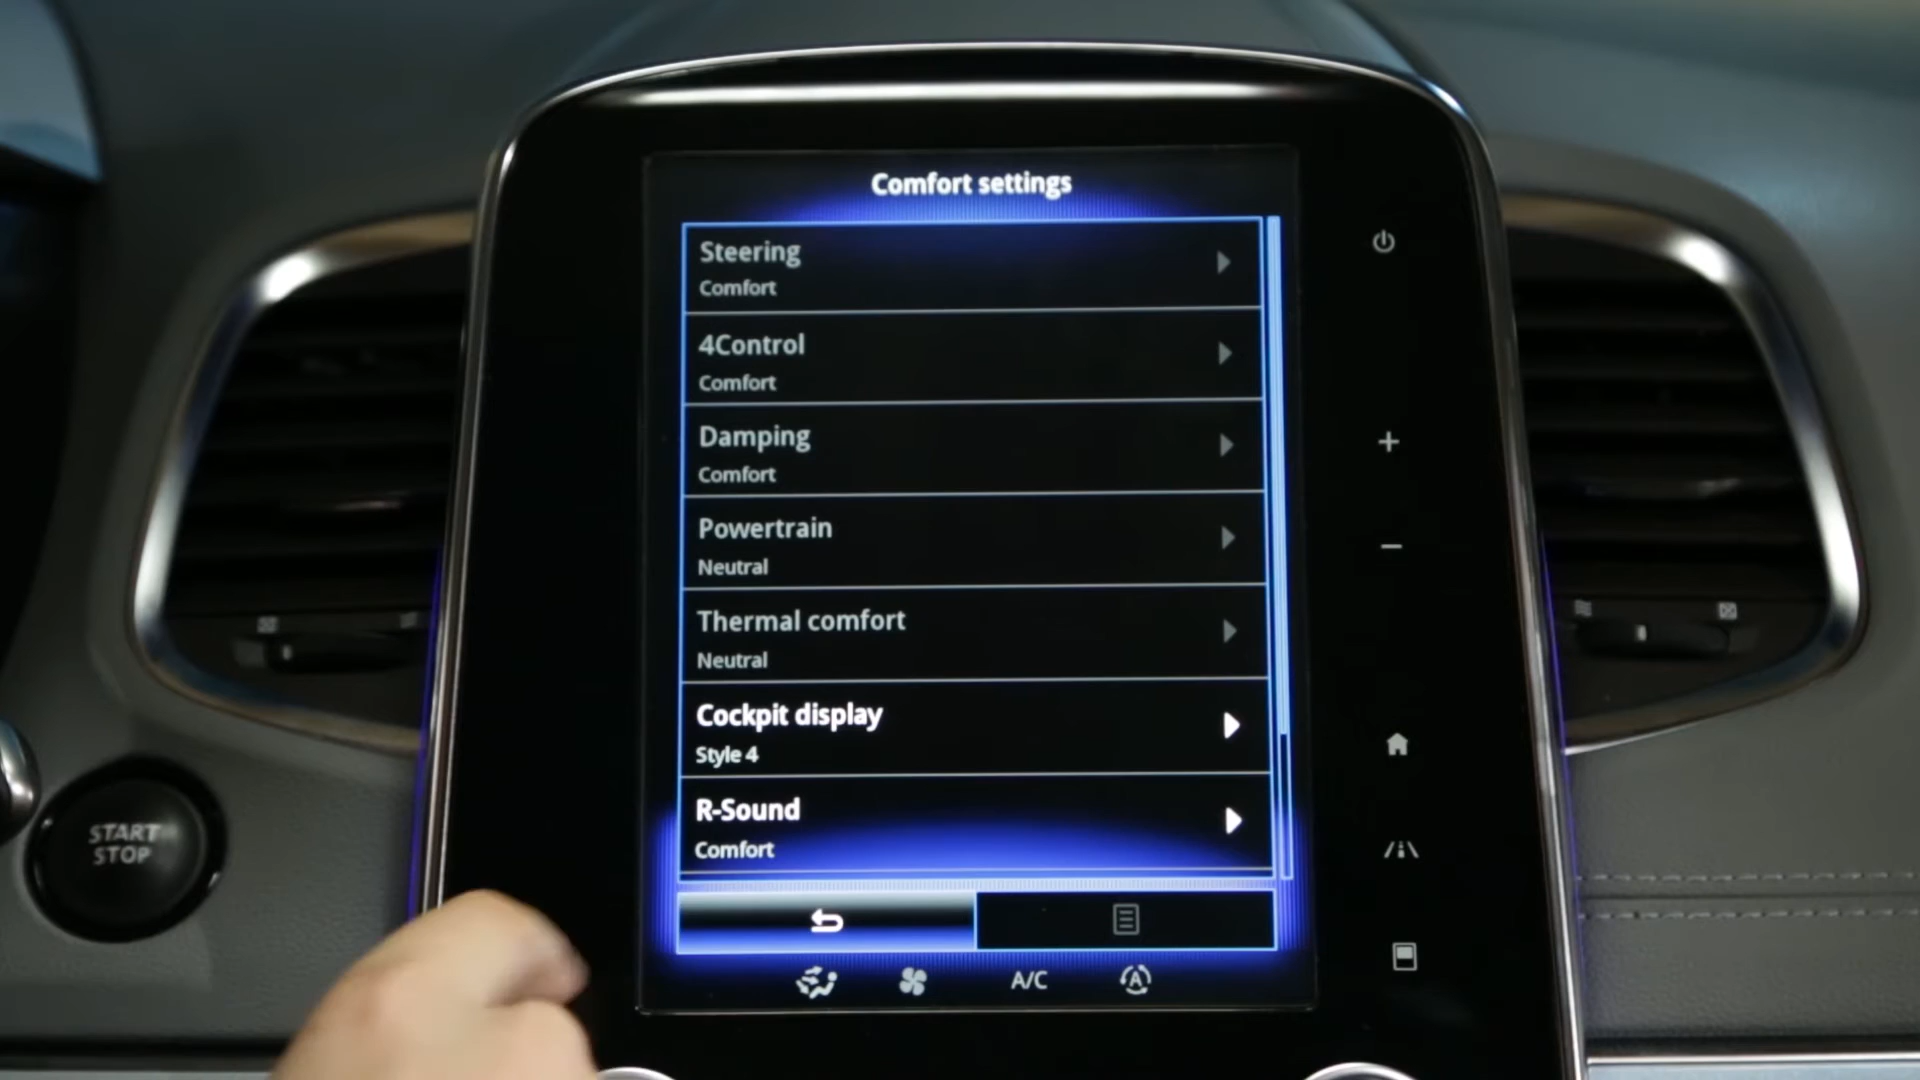 Comfort settings
Steering
Comfort
4Control
Comfort
Damping
Comfort
Powertrain
Neutral
Thermal comfort
Neutral
Cockpit display
Style 4
R-Sound
Comfort
A/C
A
START
STOP